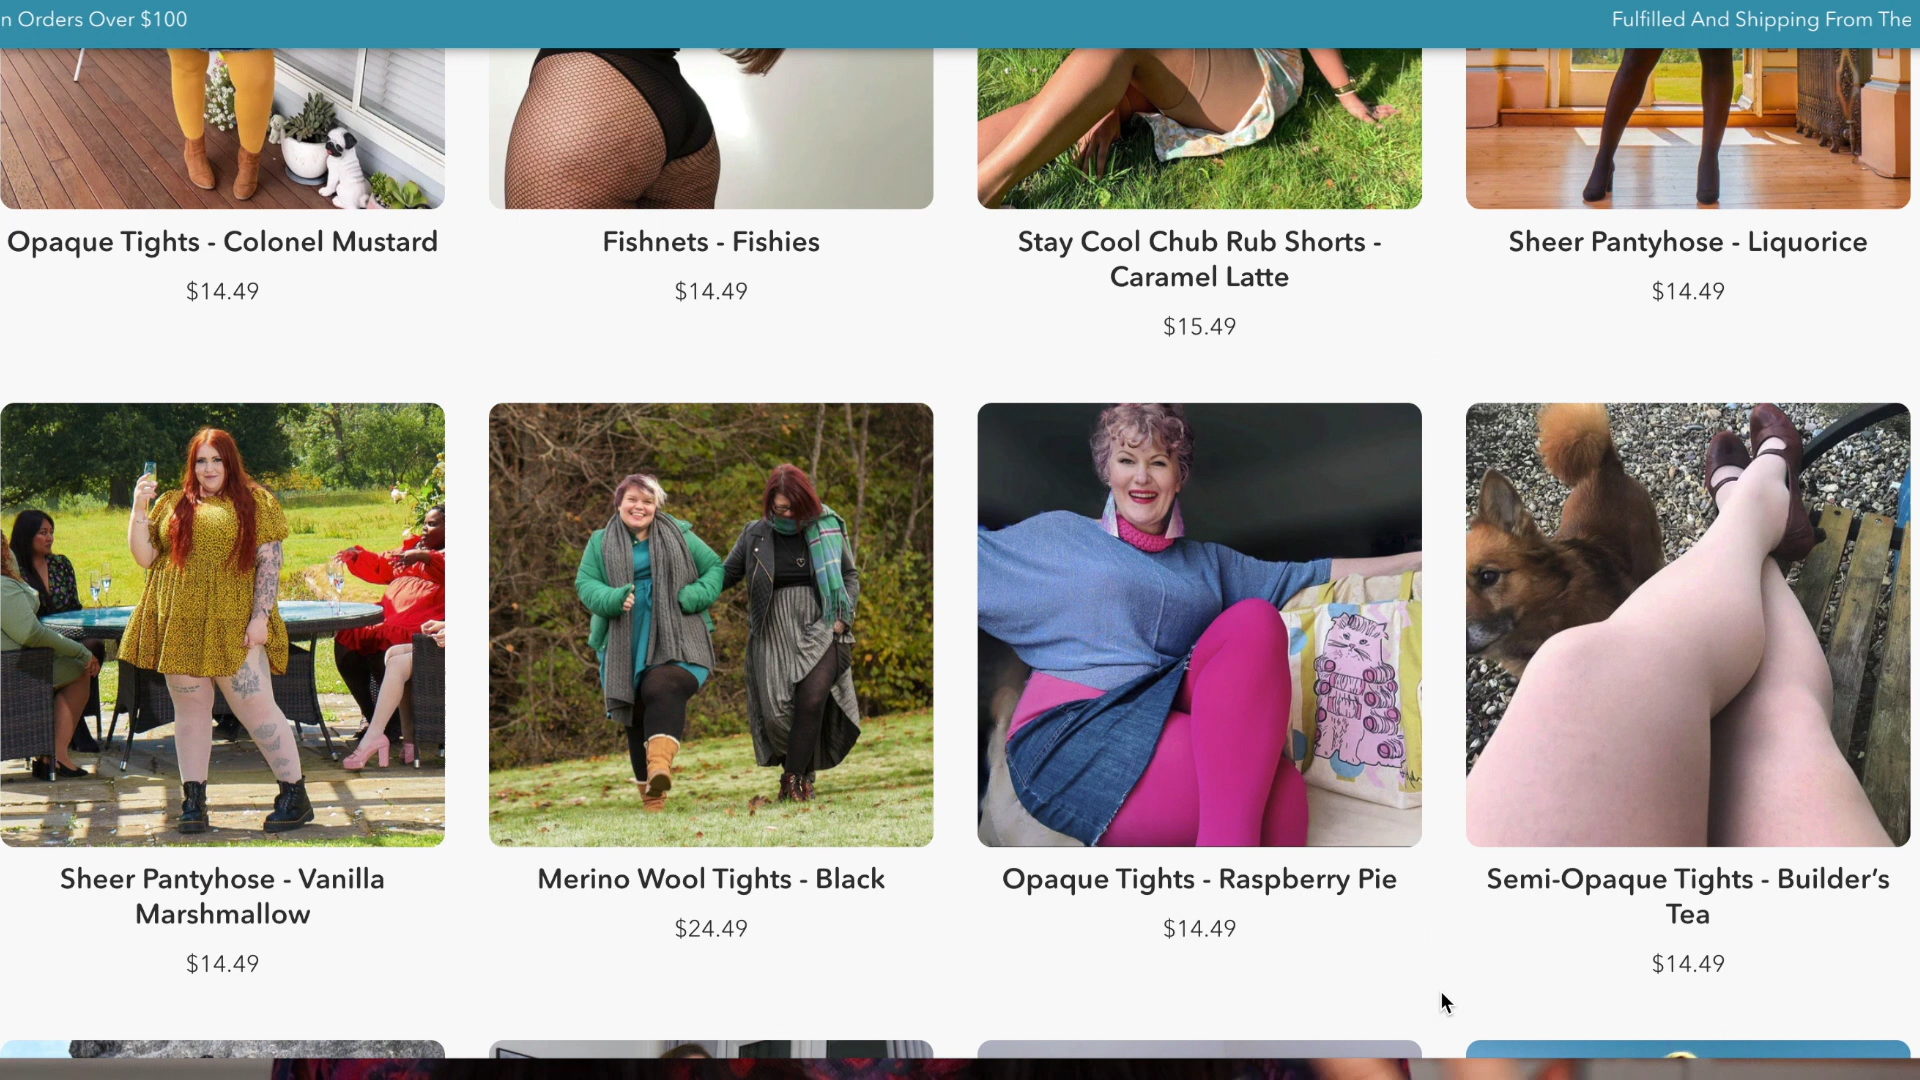 n Orders Over $100
Fulfilled And Shipping From The
Opaque Tights - Colonel Mustard
$14.49
Fishnets - Fishies
$14.49
Stay Cool Chub Rub Shorts -
Caramel Latte
$15.49
Sheer Pantyhose - Liquorice
$14.49
Sheer Pantyhose - Vanilla
Marshmallow
$14.49
Merino Wool Tights - Black
$24.49
Opaque Tights - Raspberry Pie
$14.49
Semi-Opaque Tights - Builder’s
Tea
$14.49